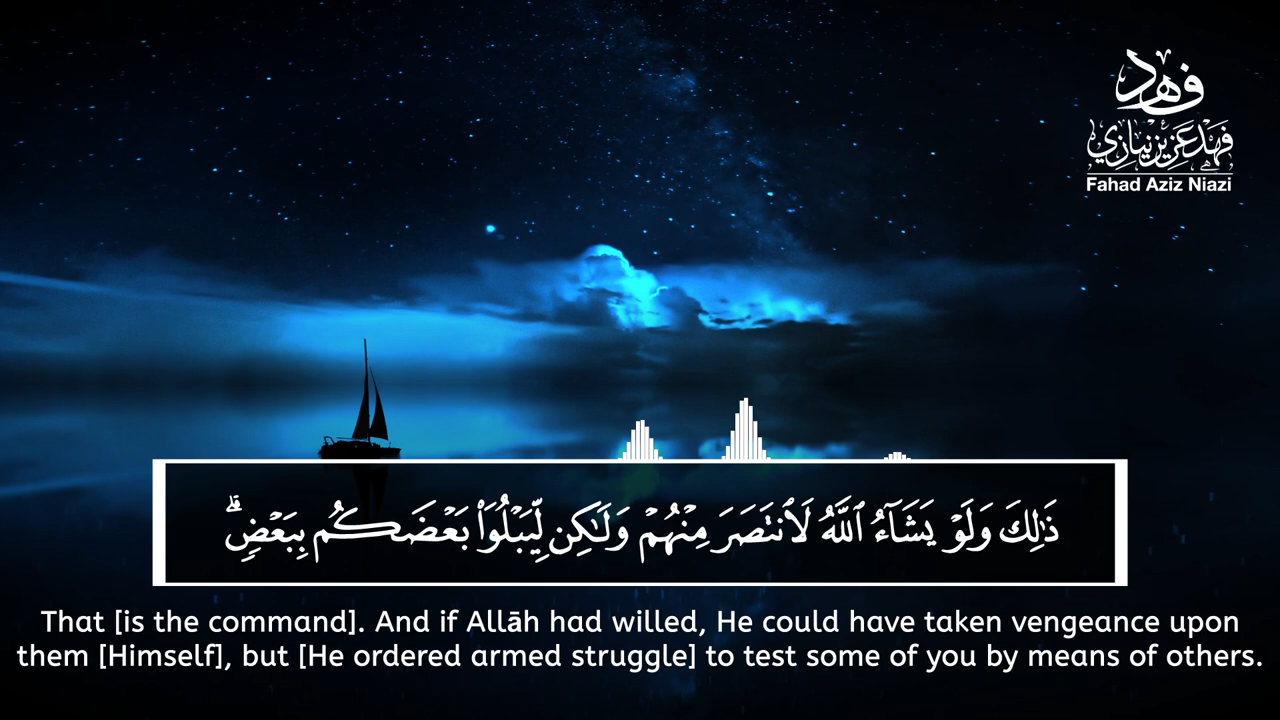 فهد
فهد عزيز نيازي
Fahad Aziz Niazi
ذَٰلِكَ وَلَوْ يَشَآءُ ٱللَّهُ لَٱنتَصَرَ مِنْهُمْ وَلَٰكِن لِّيَبْلُوَا۟ بَعْضَكُم بِبَعْضٍۗ
That [is the command]. And if Allāh had willed, He could have taken vengeance upon
them [Himself], but [He ordered armed struggle] to test some of you by means of others.